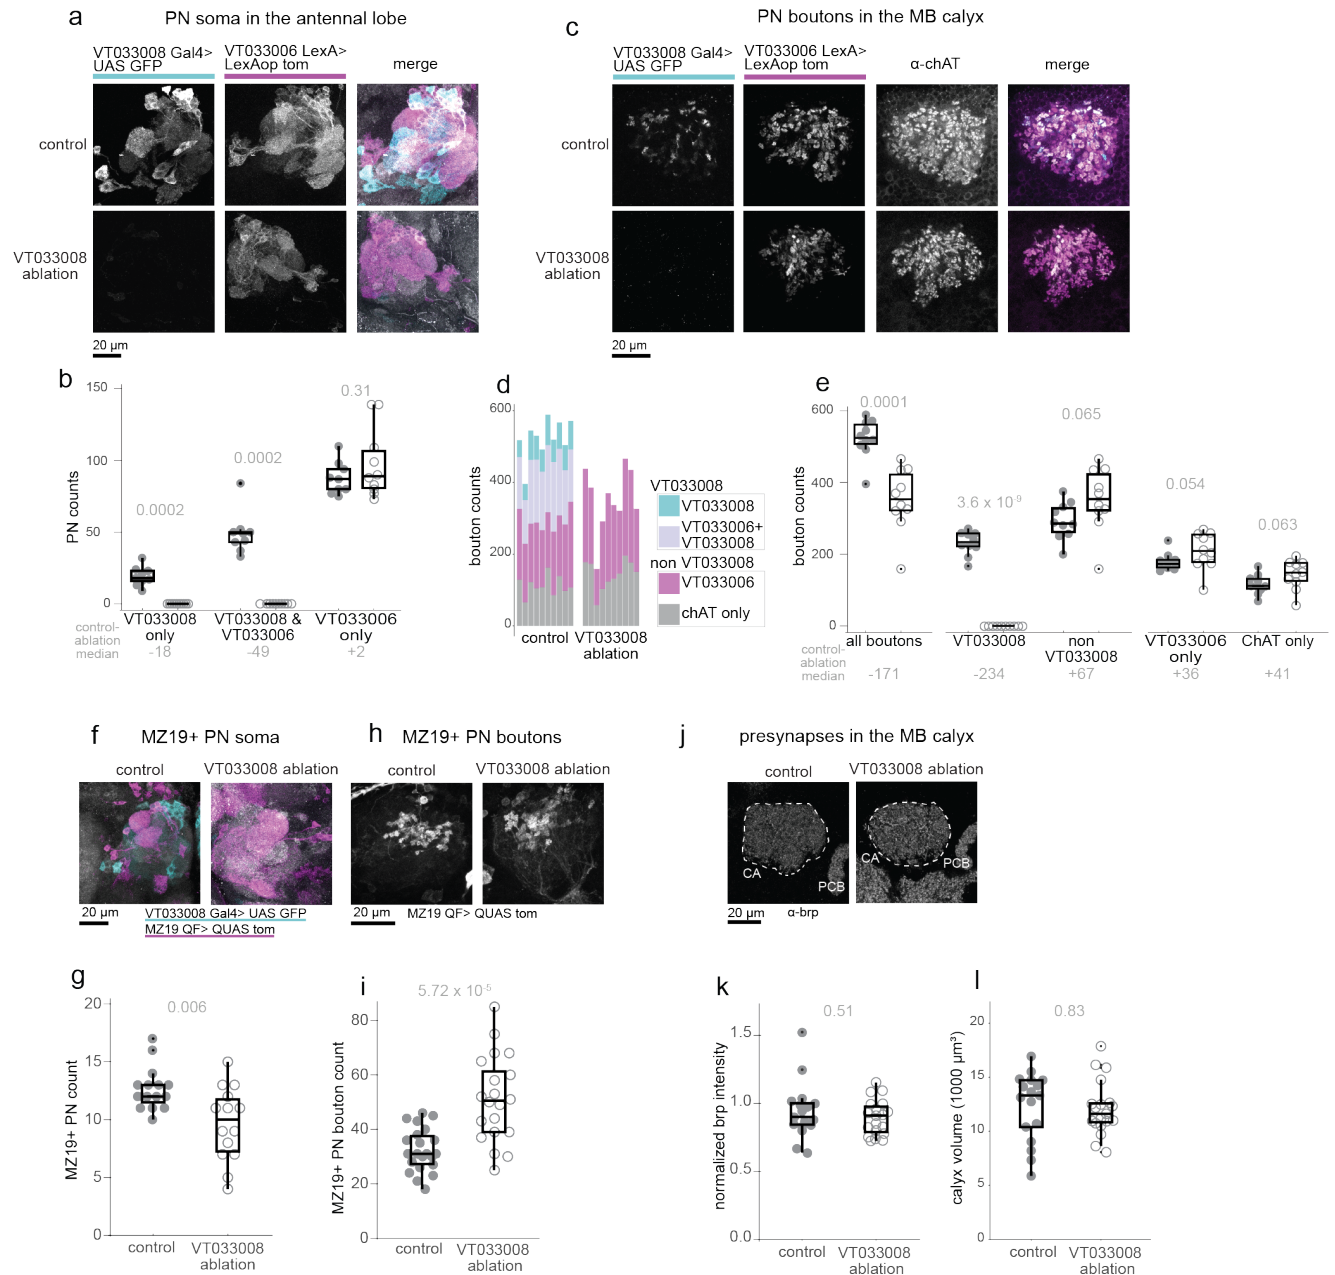 a
PN soma in the antennal lobe
VT033008 Gal4>
UAS GFP
VT033006 LexA>
LexAop tom
merge
control
VT033008
ablation
20 µm
c
PN boutons in the MB calyx
VT033008 Gal4>
UAS GFP
VT033006 LexA>
LexAop tom
α-chAT
merge
control
VT033008
ablation
20 µm
b
PN counts
150
100
50
0
0.0002
0.0002
0.31
VT033008
only
VT033008 &
VT033006
VT033006
only
control-
ablation
median
-18
-49
+2
d
bouton counts
600
400
200
0
control
VT033008
ablation
VT033008
VT033008
VT033006+
VT033008
non VT033008
VT033006
chAT only
e
bouton counts
600
400
200
0
0.0001
3.6 x 10-9
0.065
0.054
0.063
all boutons
VT033008
non
VT033008
VT033006
only
ChAT only
control-
ablation
median
-171
-234
+67
+36
+41
f
MZ19+ PN soma
control
VT033008 ablation
20 µm
VT033008 Gal4> UAS GFP
MZ19 QF> QUAS tom
h
MZ19+ PN boutons
control
VT033008 ablation
20 µm
MZ19 QF> QUAS tom
j
presynapses in the MB calyx
control
VT033008 ablation
CA
PCB
CA
PCB
20 µm
α-brp
g
MZ19+ PN count
20
15
10
5
0
0.006
control
VT033008
ablation
i
MZ19+ PN bouton count
80
60
40
20
0
5.72 x 10-5
control
VT033008
ablation
k
normalized brp intensity
1.5
1.0
0.5
0.0
0.51
control
VT033008
ablation
l
calyx volume (1000 µm³)
20
15
10
5
0
0.83
control
VT033008
ablation